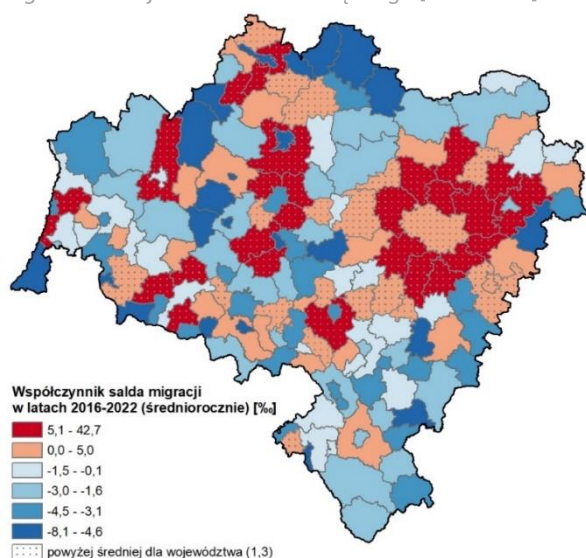 Współczynnik salda migracji
w latach 2016-2022 (średniorocznie) [‰]
5,1 - 42,7
0,0 - 5,0
-1,5 - -0,1
-3,0 - -1,6
-4,5 - -3,1
-8,1 - -4,6
powyżej średniej dla województwa (1,3)